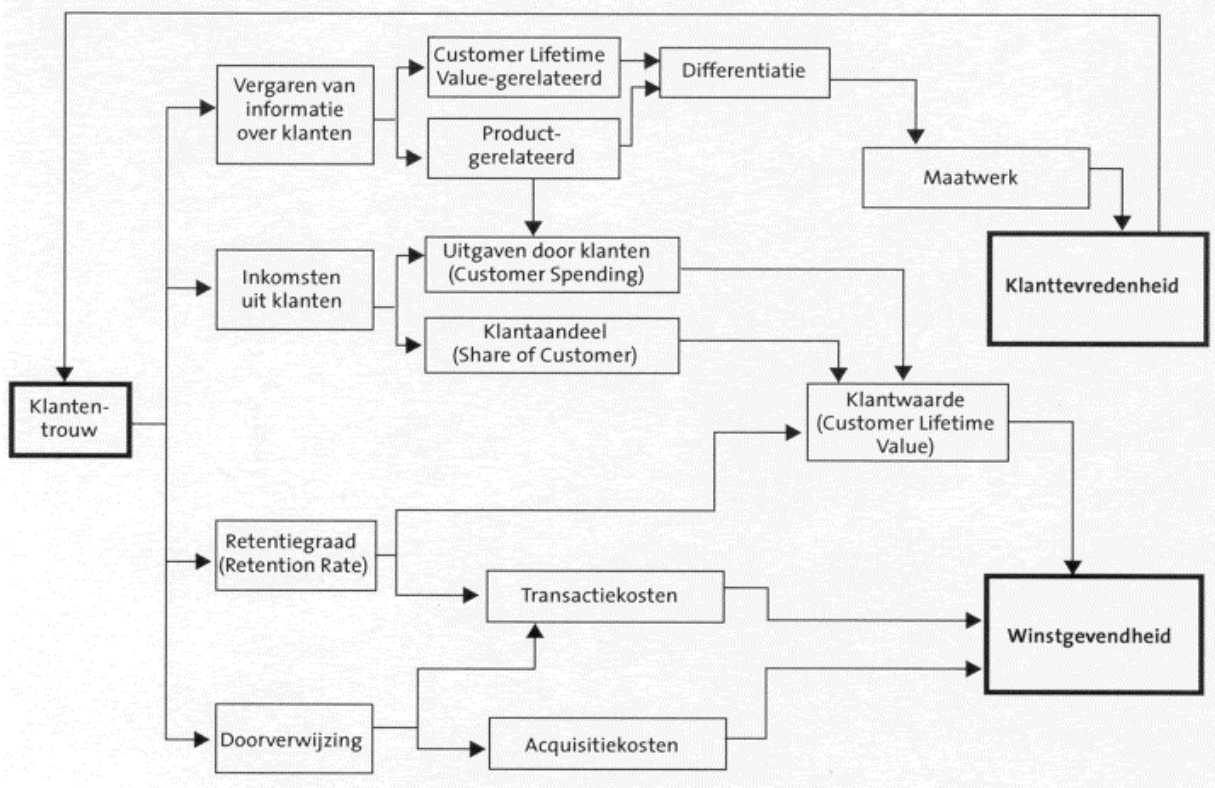 Customer Lifetime
Value-gerelateerd
Differentiatie
Vergaren van
informatie
over klanten
Product-
gerelateerd
Maatwerk
Uitgaven door klanten
(Customer Spending)
Inkomsten
uit klanten
Klanttevredenheid
Klantaandeel
(Share of Customer)
Klanten-
trouw
Klantwaarde
(Customer Lifetime
Value)
Retentiegraad
(Retention Rate)
Transactiekosten
Winstgevendheid
Doorverwijzing
Acquisitiekosten